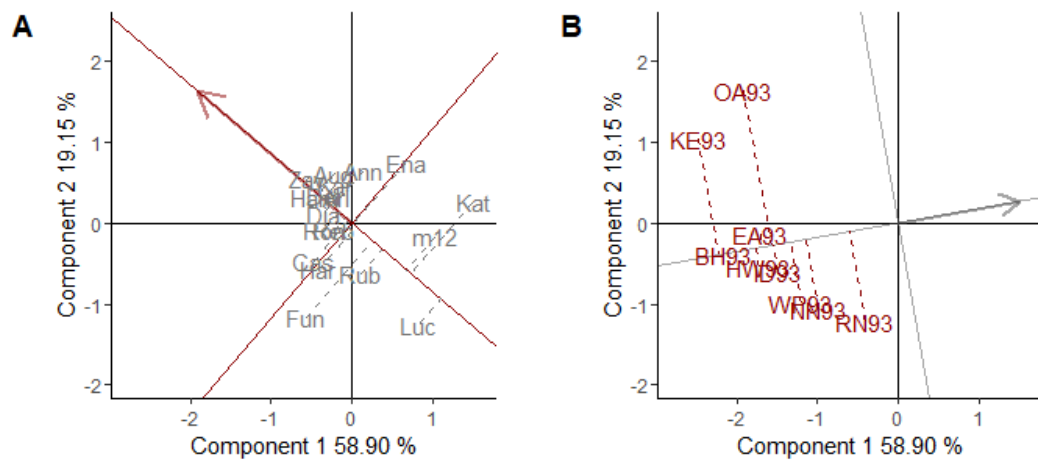 A
Component 2 19.15 %
2
1
0
-1
-2
Ann
Ena
Kat
m12
Dia
Cas
Rub
Fun
Luc
-2
-1
0
1
Component 1 58.90 %
B
Component 2 19.15 %
2
1
0
-1
-2
OA93
KE93
EA93
BH93
HW93
ID93
WP93
NN93
RN93
-2
-1
0
1
Component 1 58.90 %